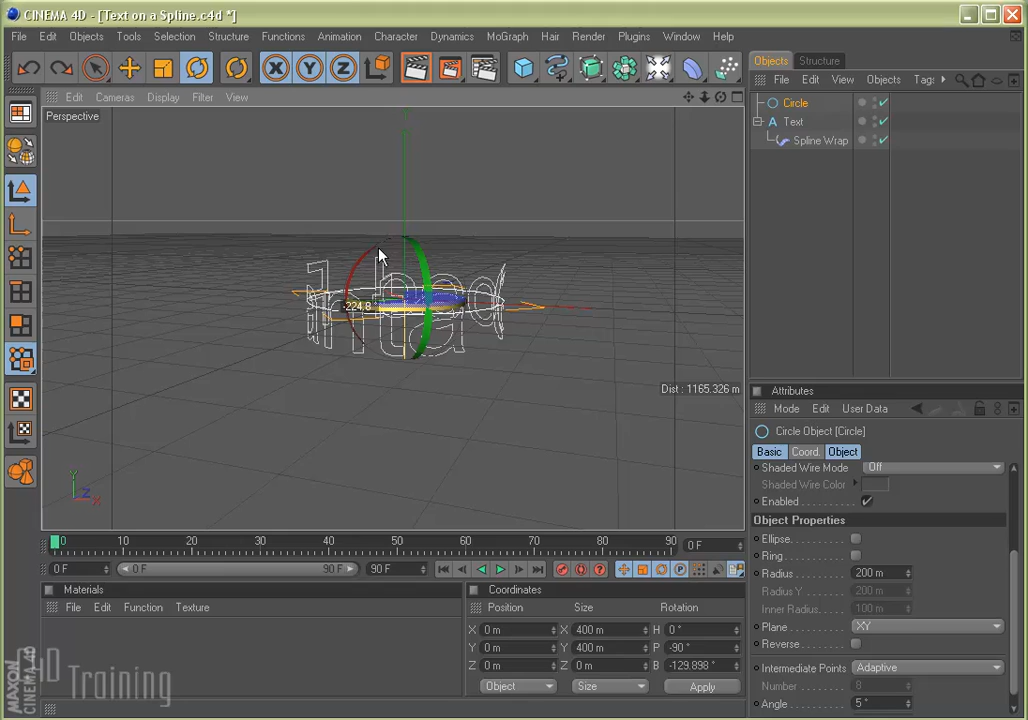 CINEMA 4D - [Text on a Spline.c4d *]
File Edit Objects Tools Selection Structure Functions Animation Character Dynamics MoGraph Hair Render Plugins Window Help
Edit Cameras Display Filter View
Perspective
-224.8 °
Dist : 1165.326 m
Y
Z
X
Objects Structure
File Edit View Objects Tags
Circle
Text
Spline Wrap
Attributes
Mode Edit User Data
Circle Object [Circle]
Basic Coord. Object
Shaded Wire Mode Off
Shaded Wire Color
Enabled
Object Properties
Ellipse
Ring
Radius 200 m
Radius Y 200 m
Inner Radius 100 m
Plane XY
Reverse
Intermediate Points Adaptive
Number 8
Angle 5 °
0 10 20 30 40 50 60 70 80 90 0 F
0 F 0 F 90 F 90 F
Materials
File Edit Function Texture
Coordinates
Position Size Rotation
X 0 m X 400 m H 0 °
Y 0 m Y 400 m P -90 °
Z 0 m Z 0 m B -129.898 °
Object Size Apply
C4D Training
MAXON
CINEMA 4D